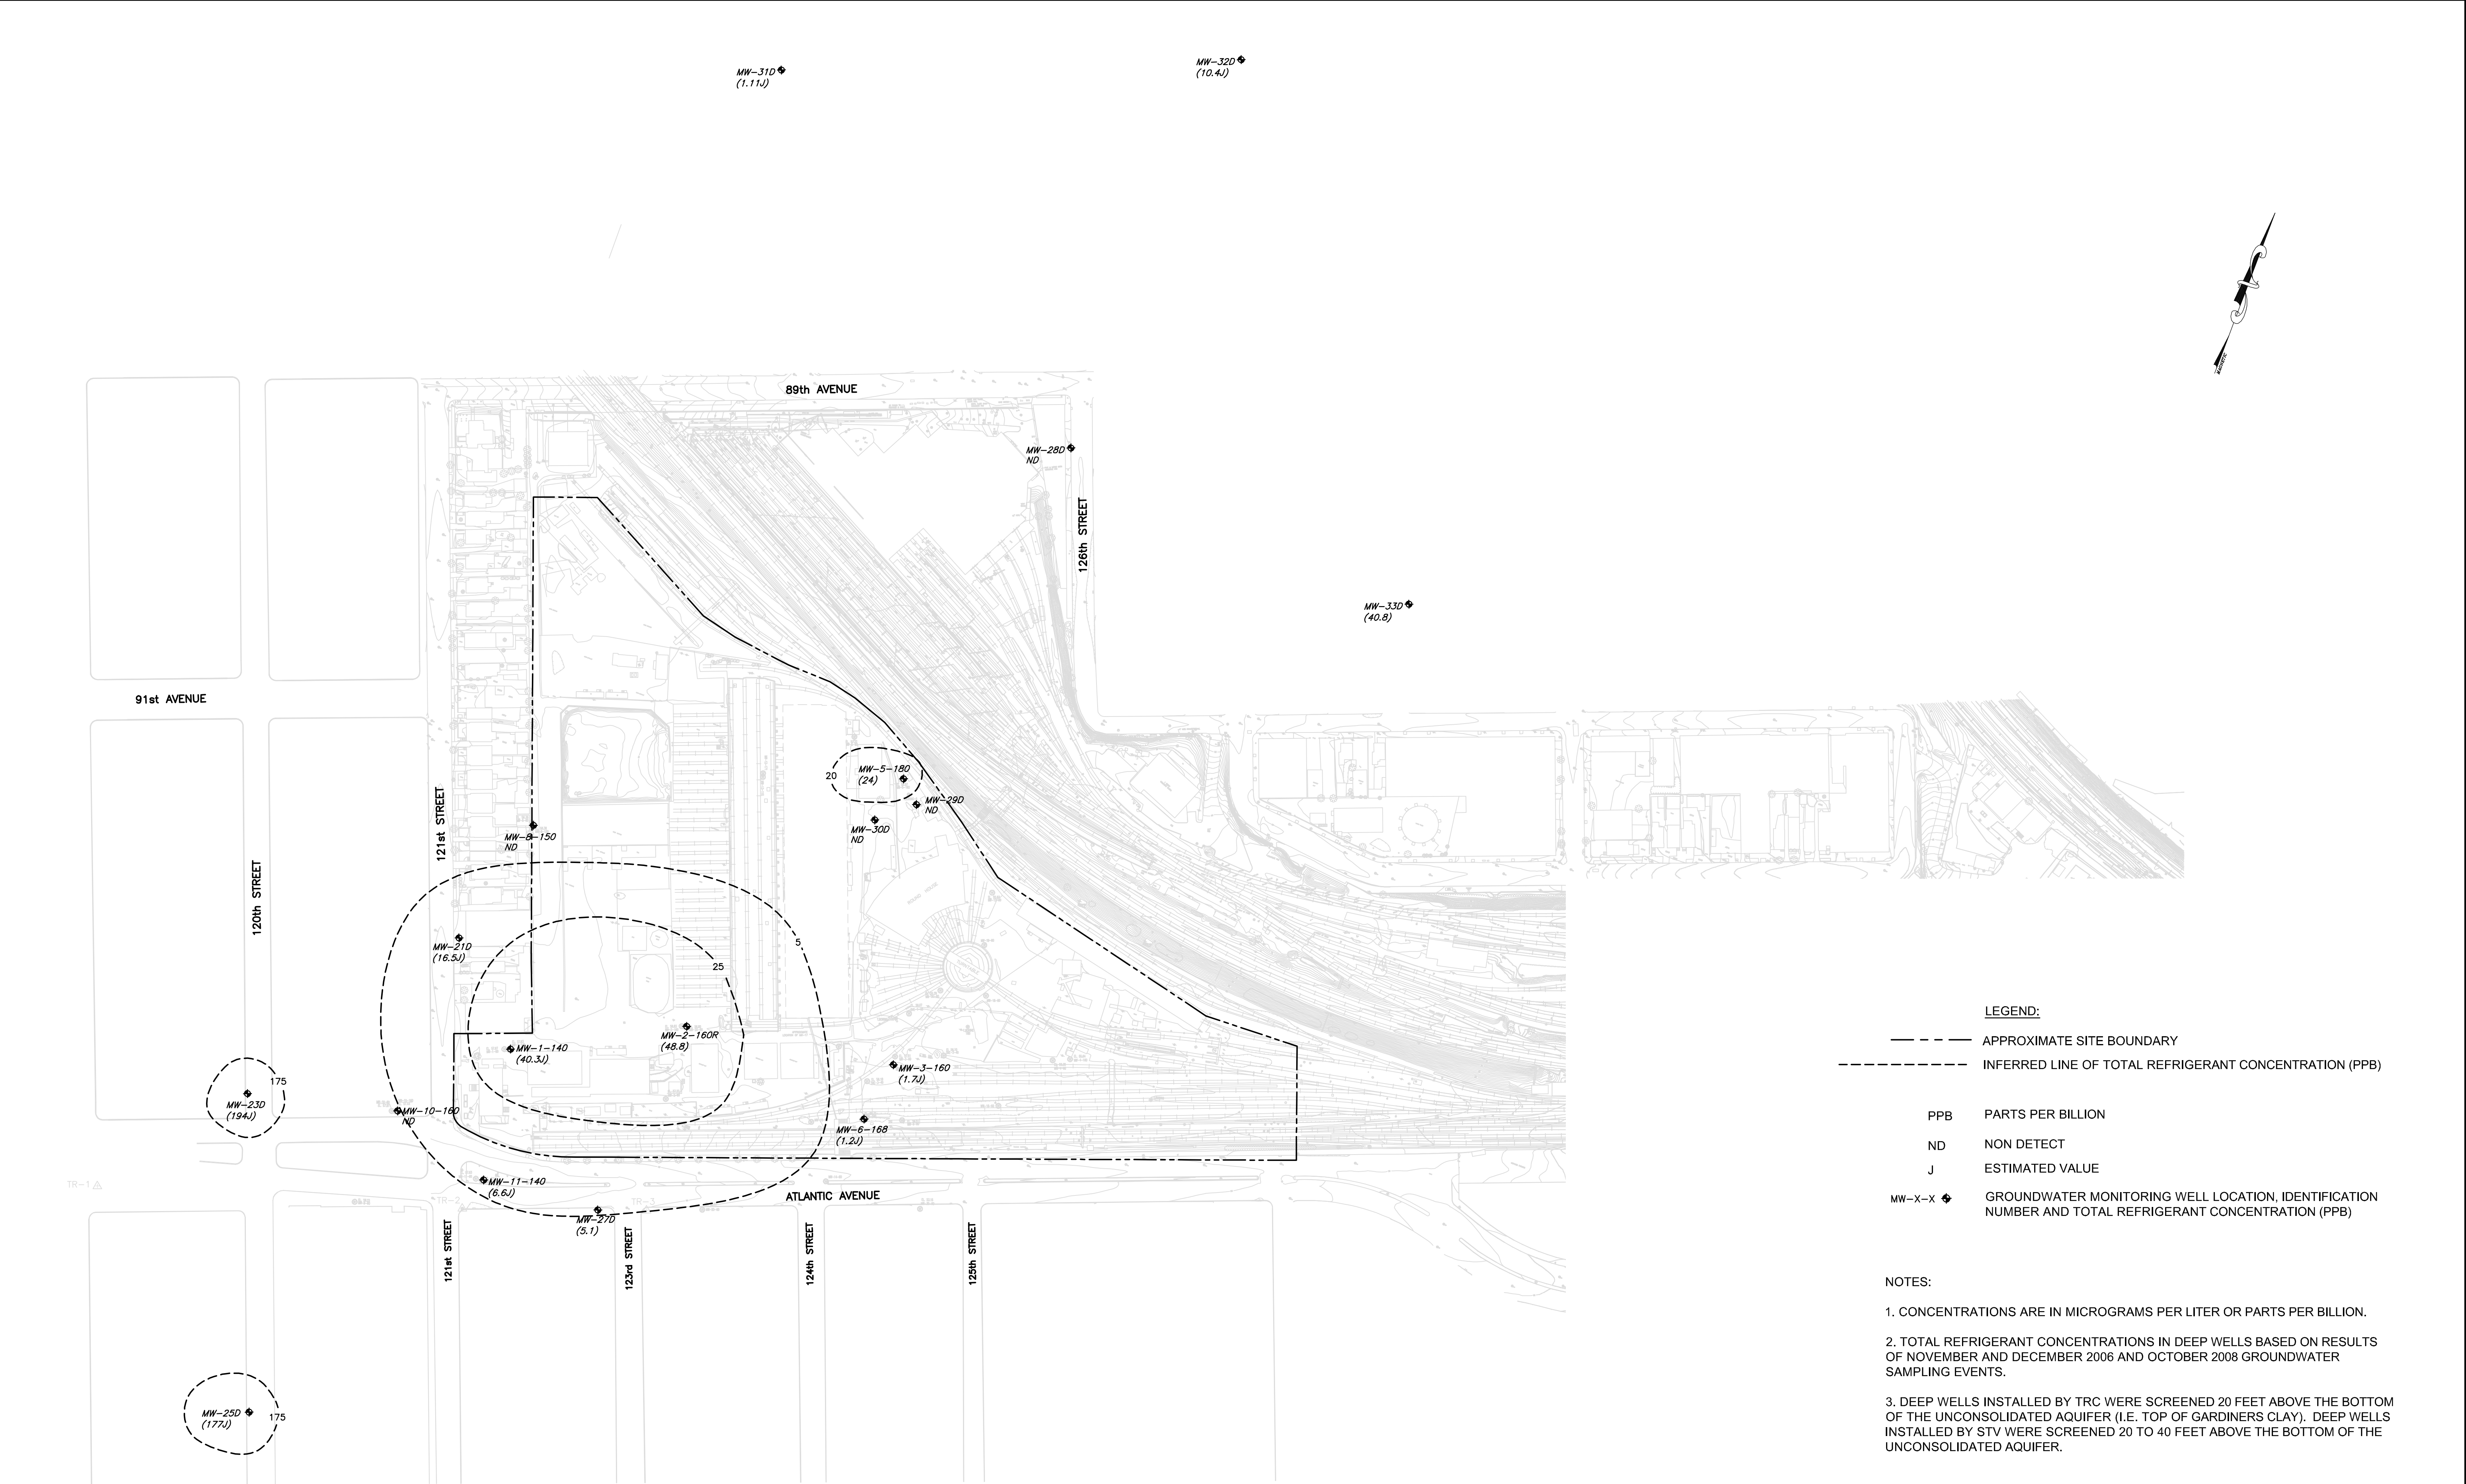 MW-31D
(1.11J)
MW-32D
(10.4J)
MAGNETIC
89th AVENUE
MW-28D
ND
126th STREET
MW-33D
(40.8)
91st AVENUE
121st STREET
120th STREET
20
MW-5-180
(24)
MW-29D
ND
MW-30D
ND
MW-8-150
ND
5
25
MW-21D
(16.5J)
MW-2-160R
(48.8)
MW-1-140
(40.3J)
MW-3-160
(1.7J)
175
MW-23D
(194J)
MW-10-160
ND
MW-6-168
(1.2J)
TR-1
TR-2
TR-3
MW-11-140
(6.6J)
ATLANTIC AVENUE
MW-27D
(5.1)
121st STREET
123rd STREET
124th STREET
125th STREET
MW-25D
(177J)
175
LEGEND:
APPROXIMATE SITE BOUNDARY
INFERRED LINE OF TOTAL REFRIGERANT CONCENTRATION (PPB)
PPB PARTS PER BILLION
ND NON DETECT
J ESTIMATED VALUE
MW-X-X GROUNDWATER MONITORING WELL LOCATION, IDENTIFICATION
NUMBER AND TOTAL REFRIGERANT CONCENTRATION (PPB)
NOTES:
1. CONCENTRATIONS ARE IN MICROGRAMS PER LITER OR PARTS PER BILLION.
2. TOTAL REFRIGERANT CONCENTRATIONS IN DEEP WELLS BASED ON RESULTS
OF NOVEMBER AND DECEMBER 2006 AND OCTOBER 2008 GROUNDWATER
SAMPLING EVENTS.
3. DEEP WELLS INSTALLED BY TRC WERE SCREENED 20 FEET ABOVE THE BOTTOM
OF THE UNCONSOLIDATED AQUIFER (I.E. TOP OF GARDINERS CLAY). DEEP WELLS
INSTALLED BY STV WERE SCREENED 20 TO 40 FEET ABOVE THE BOTTOM OF THE
UNCONSOLIDATED AQUIFER.